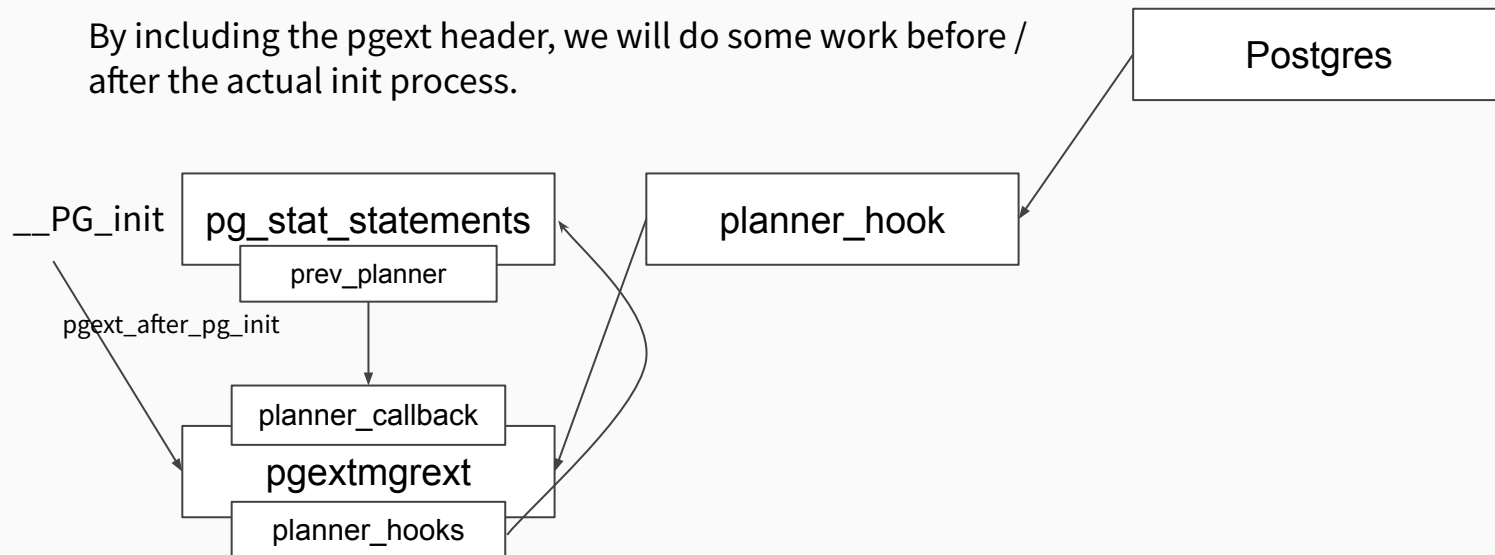 By including the pgext header, we will do some work before /
after the actual init process.
Postgres
__PG_init
pg_stat_statements
planner_hook
prev_planner
pgext_after_pg_init
planner_callback
pgextmgrext
planner_hooks